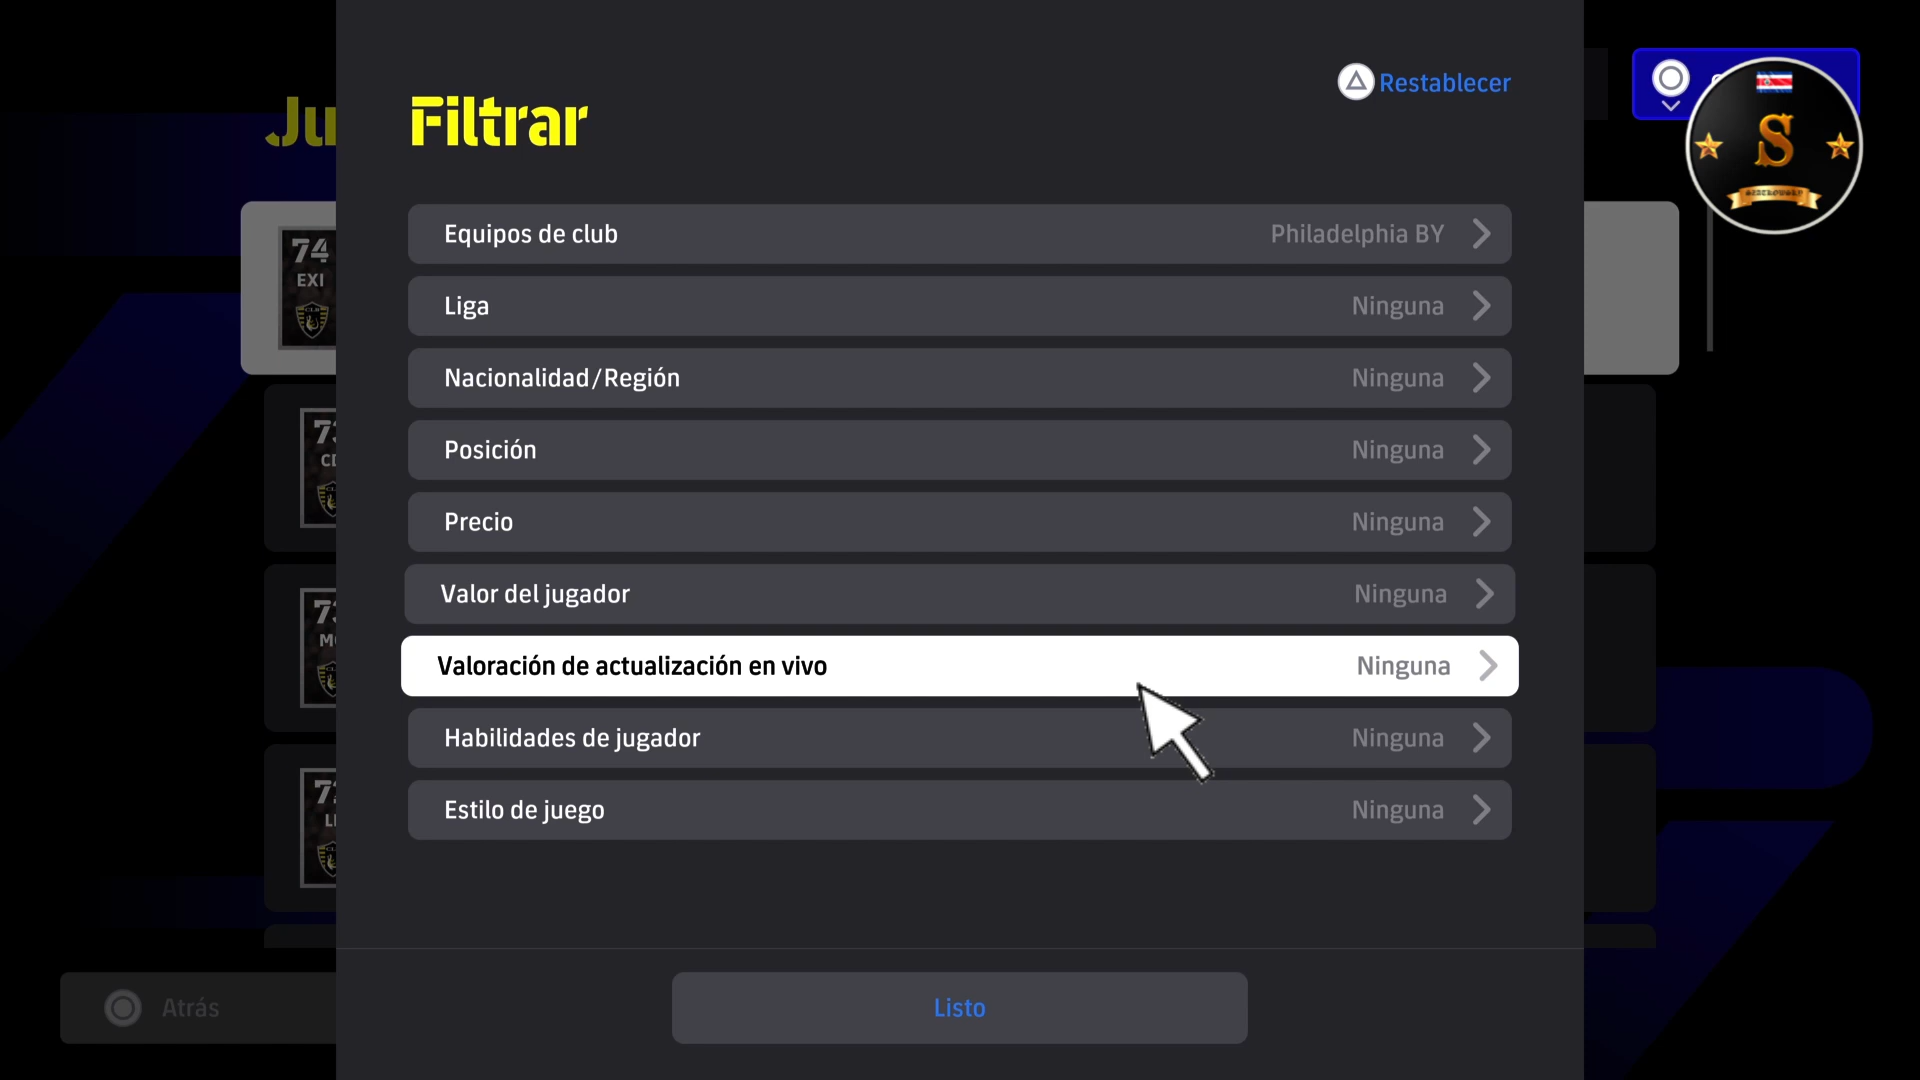 Restablecer
Filtrar
Ju
S
Equipos de club Philadelphia BY
74
EXI
Liga Ninguna
Nacionalidad/Región Ninguna
Posición Ninguna
Precio Ninguna
Valor del jugador Ninguna
Valoración de actualización en vivo Ninguna
Habilidades de jugador Ninguna
Estilo de juego Ninguna
Atrás
Listo